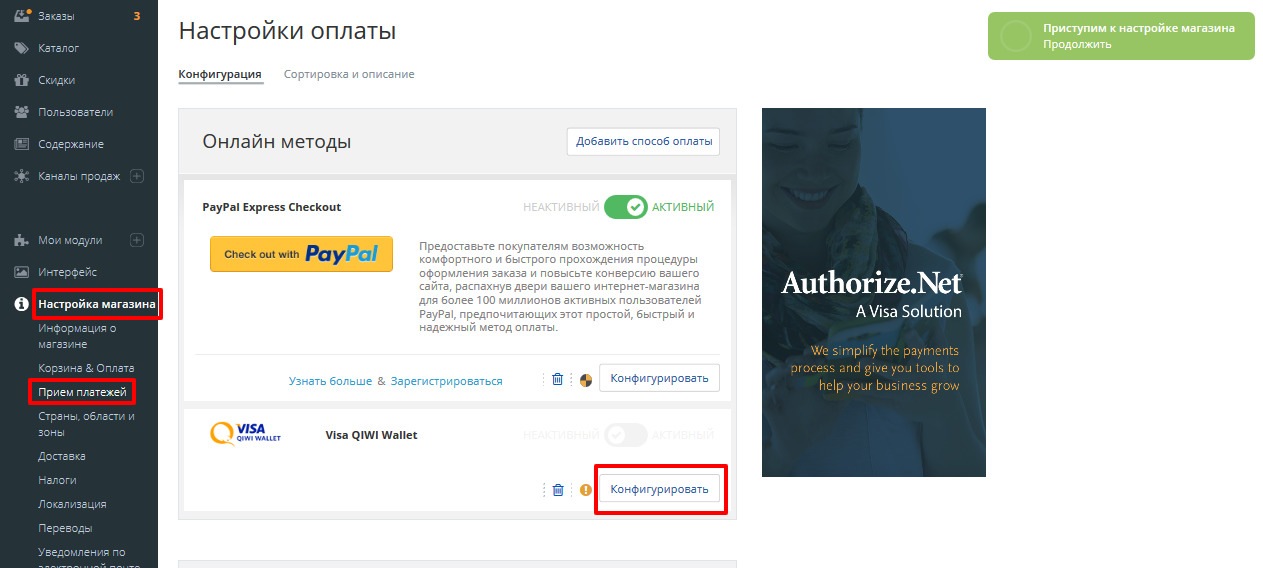 Заказы 3
Каталог
Скидки
Пользователи
Содержание
Каналы продаж
Мои модули
Интерфейс
Настройка магазина
Информация о
магазине
Корзина & Оплата
Прием платежей
Страны, области и
зоны
Доставка
Налоги
Локализация
Переводы
Уведомления по
электронной почте
Настройки оплаты
Приступим к настройке магазина
Продолжить
Конфигурация Сортировка и описание
Онлайн методы Добавить способ оплаты
PayPal Express Checkout НЕАКТИВНЫЙ АКТИВНЫЙ
Check out with PayPal
Предоставьте покупателям возможность
комфортного и быстрого прохождения процедуры
оформления заказа и повысьте конверсию вашего
сайта, распахнув двери вашего интернет-магазина
для более 100 миллионов активных пользователей
PayPal, предпочитающих этот простой, быстрый и
надежный метод оплаты.
Узнать больше & Зарегистрироваться Конфигурировать
VISA
QIWI WALLET
Visa QIWI Wallet НЕАКТИВНЫЙ АКТИВНЫЙ
Конфигурировать
Authorize.Net
A Visa Solution
We simplify the payments
process and give you tools to
help your business grow